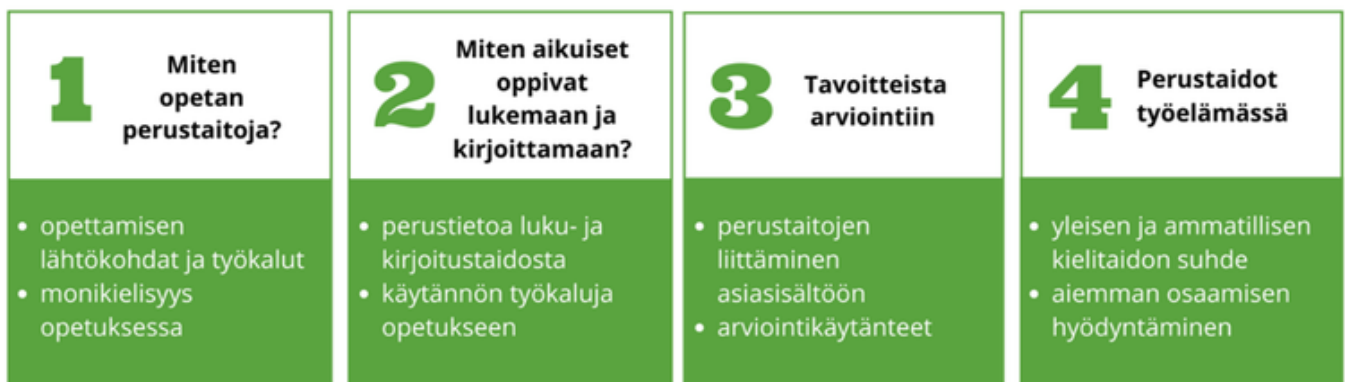 1
Miten
opetan
perustaitoja?
• opettamisen
lähtökohdat ja työkalut
• monikielisyys
opetuksessa
2
Miten aikuiset
oppivat
lukemaan ja
kirjoittamaan?
• perustietoa luku- ja
kirjoitustaidosta
• käytännön työkaluja
opetukseen
3
Tavoitteista
arviointiin
• perustaitojen
liittäminen
asiasisältöön
• arviointikäytänteet
4
Perustaidot
työelämässä
• yleisen ja ammatillisen
kielitaidon suhde
• aiemman osaamisen
hyödyntäminen